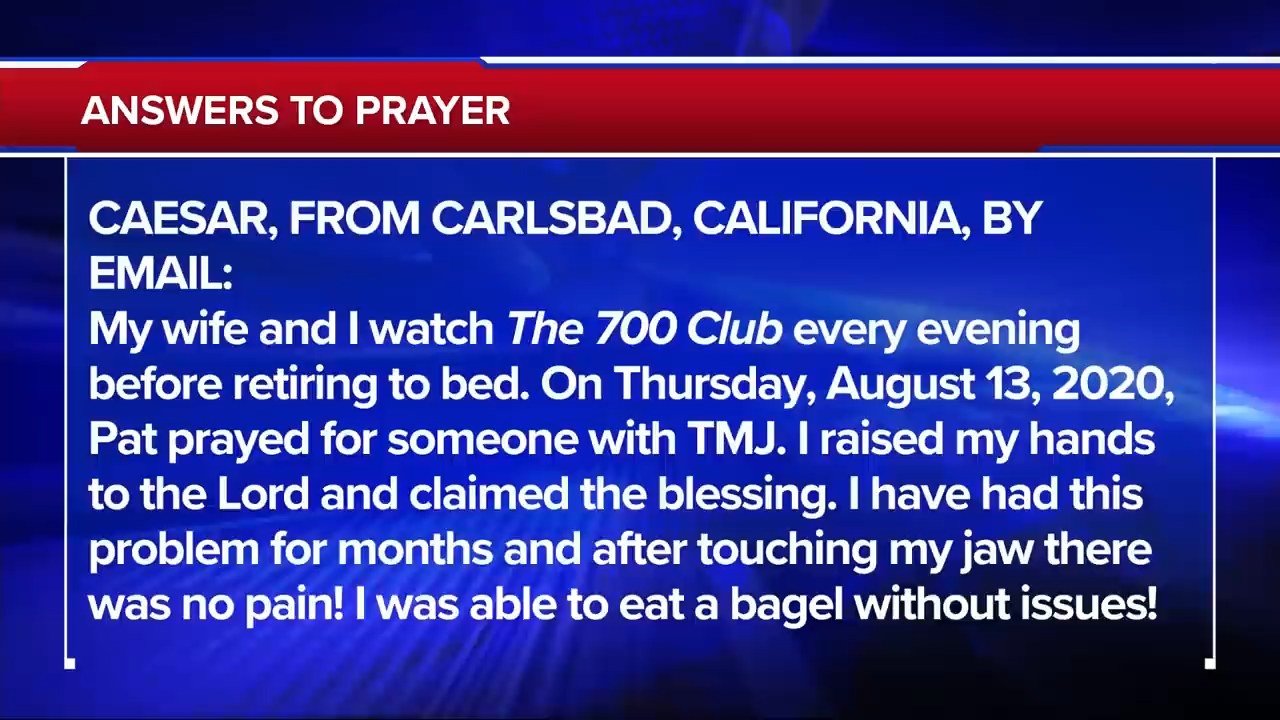 ANSWERS TO PRAYER
CAESAR, FROM CARLSBAD, CALIFORNIA, BY
EMAIL:
My wife and I watch The 700 Club every evening
before retiring to bed. On Thursday, August 13, 2020,
Pat prayed for someone with TMJ. I raised my hands
to the Lord and claimed the blessing. I have had this
problem for months and after touching my jaw there
was no pain! I was able to eat a bagel without issues!